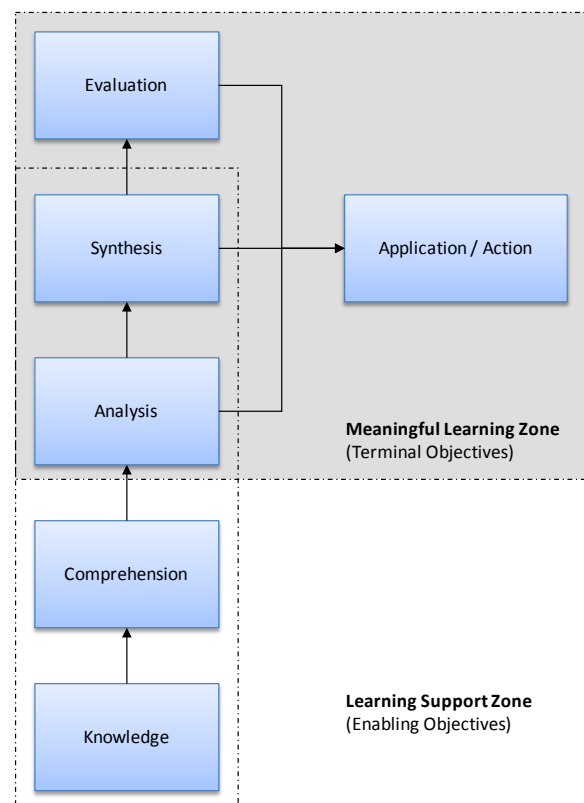 Evaluation
Synthesis
Application / Action
Analysis
Meaningful Learning Zone
(Terminal Objectives)
Comprehension
Learning Support Zone
(Enabling Objectives)
Knowledge